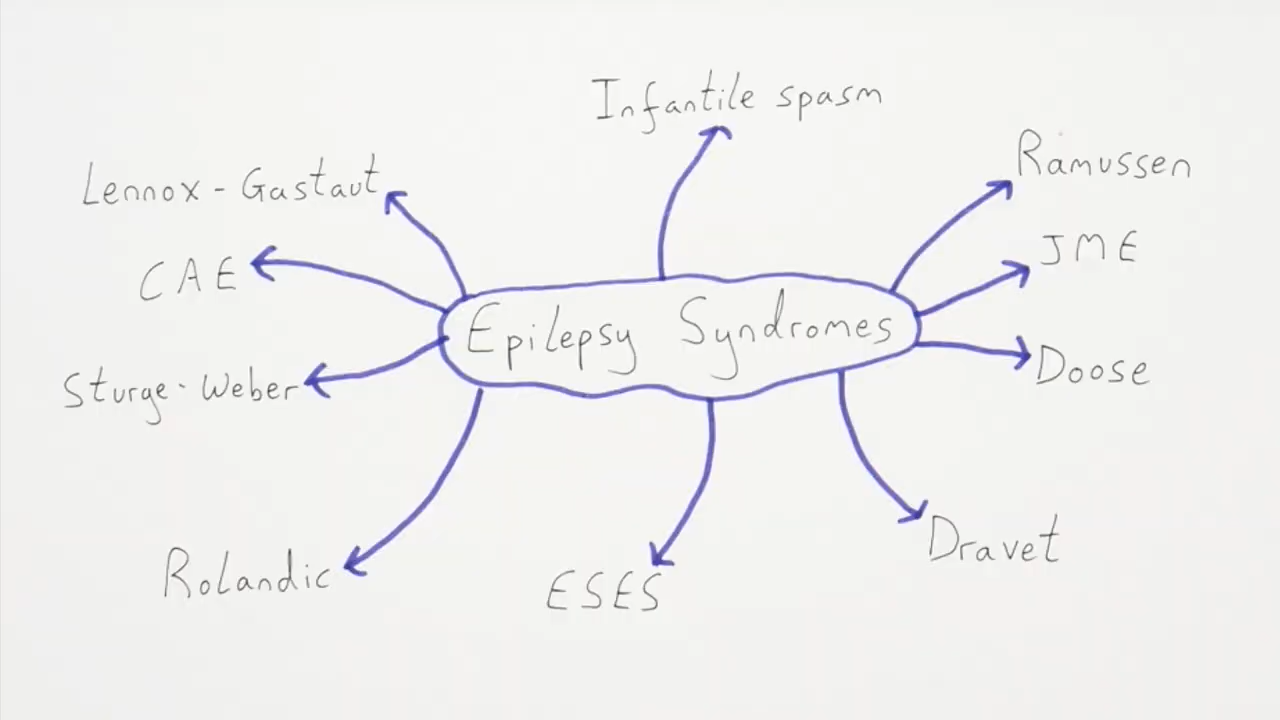 Infantile spasm
Lennox - Gastaut
Ramussen
CAE
JME
Epilepsy Syndromes
Sturge - Weber
Doose
Rolandic
ESES
Dravet